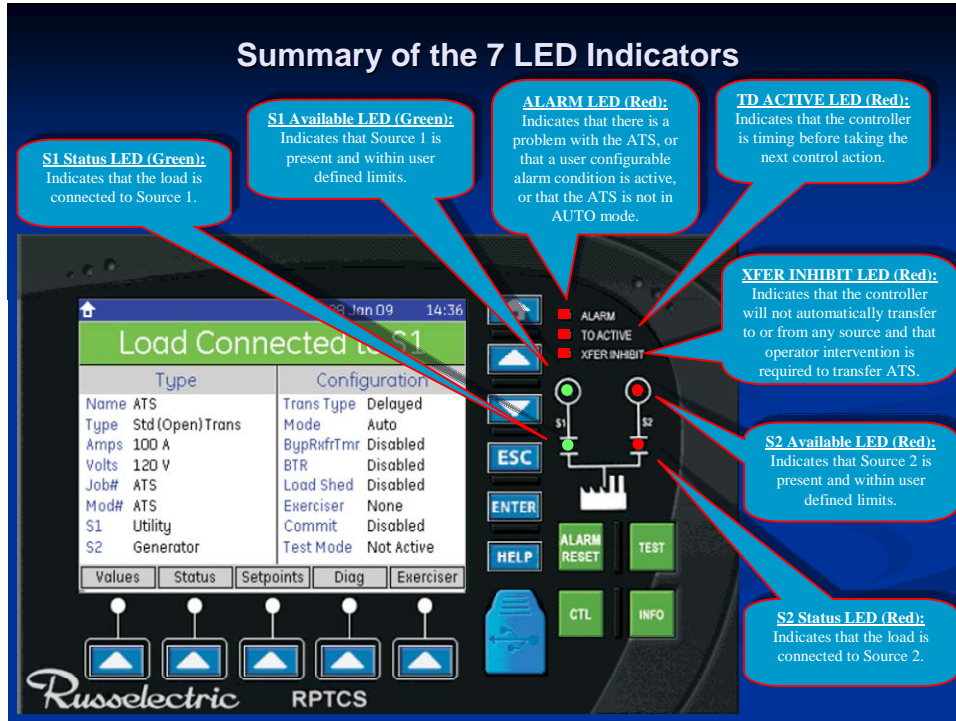 Summary of the 7 LED Indicators
S1 Status LED (Green):
Indicates that the load is
connected to Source 1.
S1 Available LED (Green):
Indicates that Source 1 is
present and within user
defined limits.
ALARM LED (Red):
Indicates that there is a
problem with the ATS, or
that a user configurable
alarm condition is active,
or that the ATS is not in
AUTO mode.
TD ACTIVE LED (Red):
Indicates that the controller
is timing before taking the
next control action.
XFER INHIBIT LED (Red):
Indicates that the controller
will not automatically transfer
to or from any source and that
operator intervention is
required to transfer ATS.
S2 Available LED (Red):
Indicates that Source 2 is
present and within user
defined limits.
S2 Status LED (Red):
Indicates that the load is
connected to Source 2.
Jan 09 14:36
Load Connected to S1
Type
Name ATS
Type Std (Open) Trans
Amps 100 A
Volts 120 V
Job# ATS
Mod# ATS
S1 Utility
S2 Generator
Configuration
Trans Type Delayed
Mode Auto
BypRxfrTmr Disabled
BTR Disabled
Load Shed Disabled
Exerciser None
Commit Disabled
Test Mode Not Active
Values Status Setpoints Diag Exerciser
ESC
ENTER
HELP
ALARM
TD ACTIVE
XFER INHIBIT
S1 S2
ALARM RESET
TEST
CTL
INFO
Russelectric
RPTCS